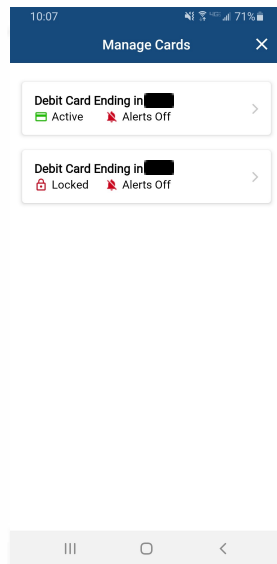 10:07 71%
Manage Cards
Debit Card Ending in
Active Alerts Off
Debit Card Ending in
Locked Alerts Off